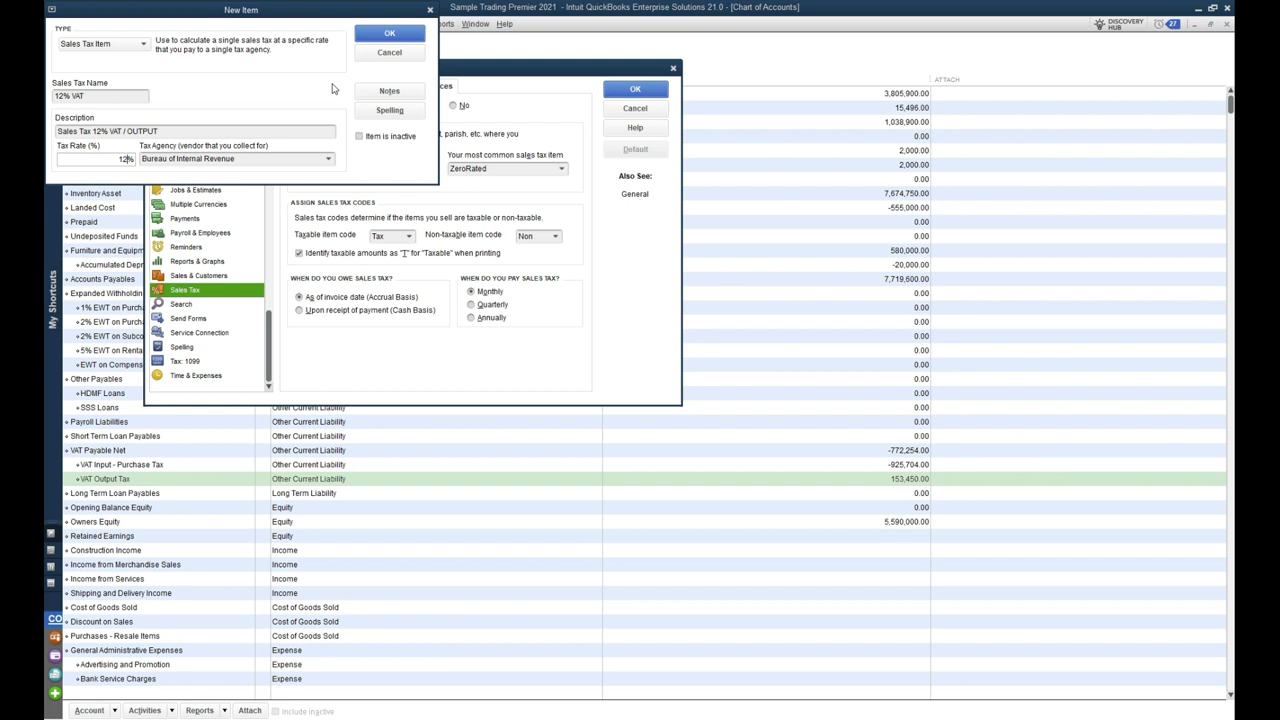 New Item
Sample Trading Premier 2021 - Intuit QuickBooks Enterprise Solutions 21.0 - [Chart of Accounts]
Window Help
DISCOVERY HUB
27
TYPE
Sales Tax Item
Use to calculate a single sales tax at a specific rate
that you pay to a single tax agency.
OK
Cancel
Notes
Spelling
Item is inactive
Sales Tax Name
12% VAT
Description
Sales Tax 12% VAT / OUTPUT
Tax Rate (%)
Tax Agency (vendor that you collect for)
12%
Bureau of Internal Revenue
No
, parish, etc. where you
Your most common sales tax item
ZeroRated
OK
Cancel
Help
Default
Also See:
General
Jobs & Estimates
Multiple Currencies
Payments
Payroll & Employees
Reminders
Reports & Graphs
Sales & Customers
Sales Tax
Search
Send Forms
Service Connection
Spelling
Tax: 1099
Time & Expenses
ASSIGN SALES TAX CODES
Sales tax codes determine if the items you sell are taxable or non-taxable.
Taxable item code Tax Non-taxable item code Non
Identify taxable amounts as "T" for "Taxable" when printing
WHEN DO YOU OWE SALES TAX?
As of invoice date (Accrual Basis)
Upon receipt of payment (Cash Basis)
WHEN DO YOU PAY SALES TAX?
Monthly
Quarterly
Annually
ATTACH
3,805,900.00
15,496.00
1,038,900.00
0.00
2,000.00
2,000.00
0.00
Inventory Asset 7,674,750.00
Landed Cost -555,000.00
Prepaid 0.00
Undeposited Funds 0.00
Furniture and Equipm 580,000.00
Accumulated Depr -20,000.00
Accounts Payables 7,719,600.00
Expanded Withholdin 0.00
1% EWT on Purch 0.00
2% EWT on Purch 0.00
2% EWT on Subco 0.00
5% EWT on Renta 0.00
EWT on Compens 0.00
Other Payables 0.00
HDMF Loans 0.00
SSS Loans Other Current Liability 0.00
Payroll Liabilities Other Current Liability 0.00
Short Term Loan Payables Other Current Liability 0.00
VAT Payable Net Other Current Liability -772,254.00
VAT Input - Purchase Tax Other Current Liability -925,704.00
VAT Output Tax Other Current Liability 153,450.00
Long Term Loan Payables Long Term Liability 0.00
Opening Balance Equity Equity 0.00
Owners Equity Equity 5,590,000.00
Retained Earnings Equity
Construction Income Income
Income from Merchandise Sales Income
Income from Services Income
Shipping and Delivery Income Income
Cost of Goods Sold Cost of Goods Sold
Discount on Sales Cost of Goods Sold
Purchases - Resale Items Cost of Goods Sold
General Administrative Expenses Expense
Advertising and Promotion Expense
Bank Service Charges Expense
My Shortcuts
CO
Account Activities Reports Attach Include inactive